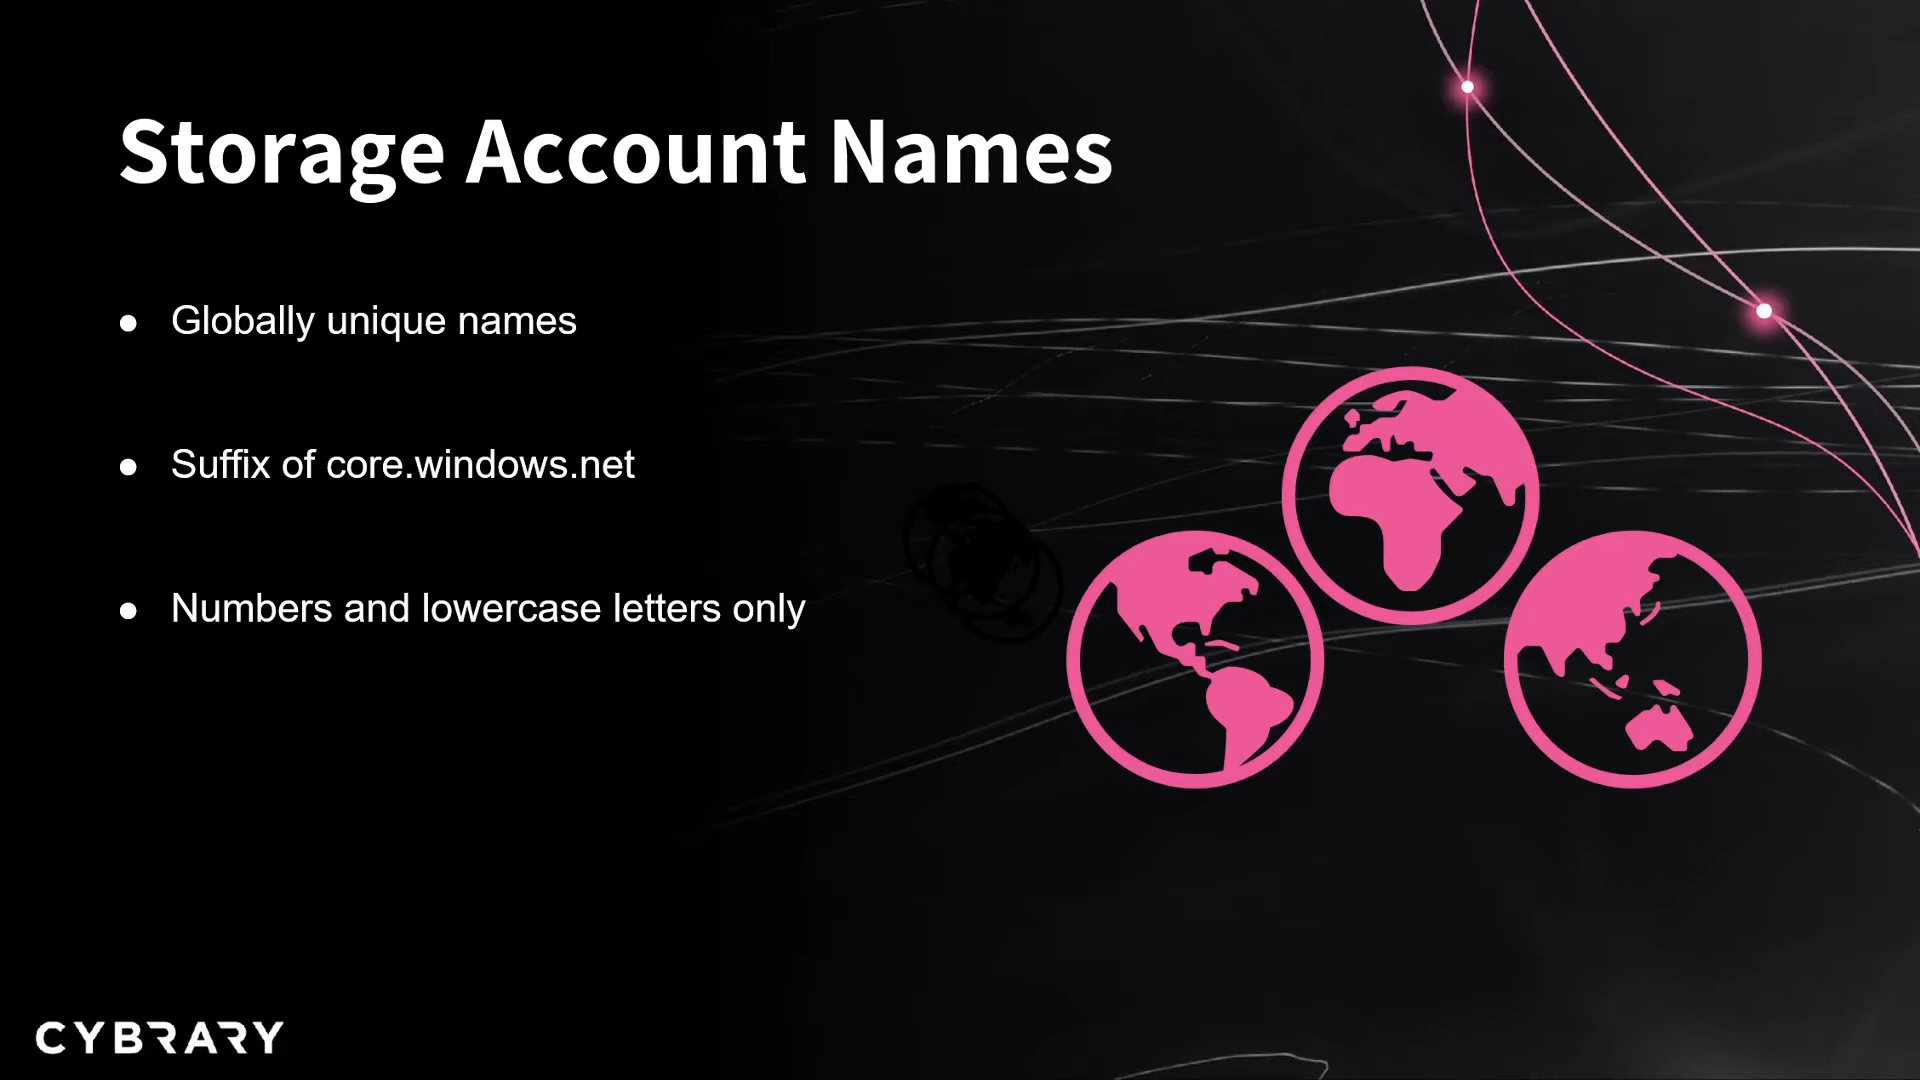 Storage Account Names
● Globally unique names
● Suffix of core.windows.net
● Numbers and lowercase letters only
CYBRARY